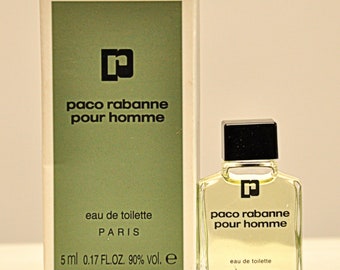 paco rabanne
pour homme
eau de toilette
PARIS
5 ml 0.17 FL.OZ. 90% vol. ℮
paco rabanne
pour homme
eau de toilette